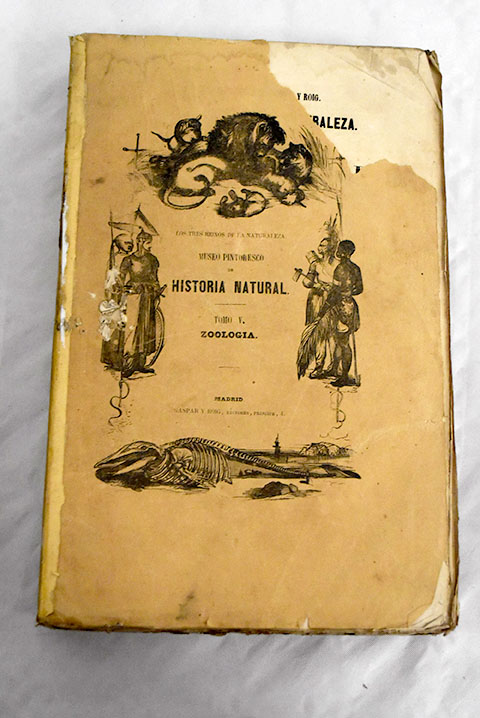 Y ROIG.
RALEZA.
LOS TRES REINOS DE LA NATURALEZA
MUSEO PINTORESCO
DE
HISTORIA NATURAL.
TOMO V.
ZOOLOGIA.
MADRID
GASPAR Y ROIG, EDITORES, PRINCIPE, 4.